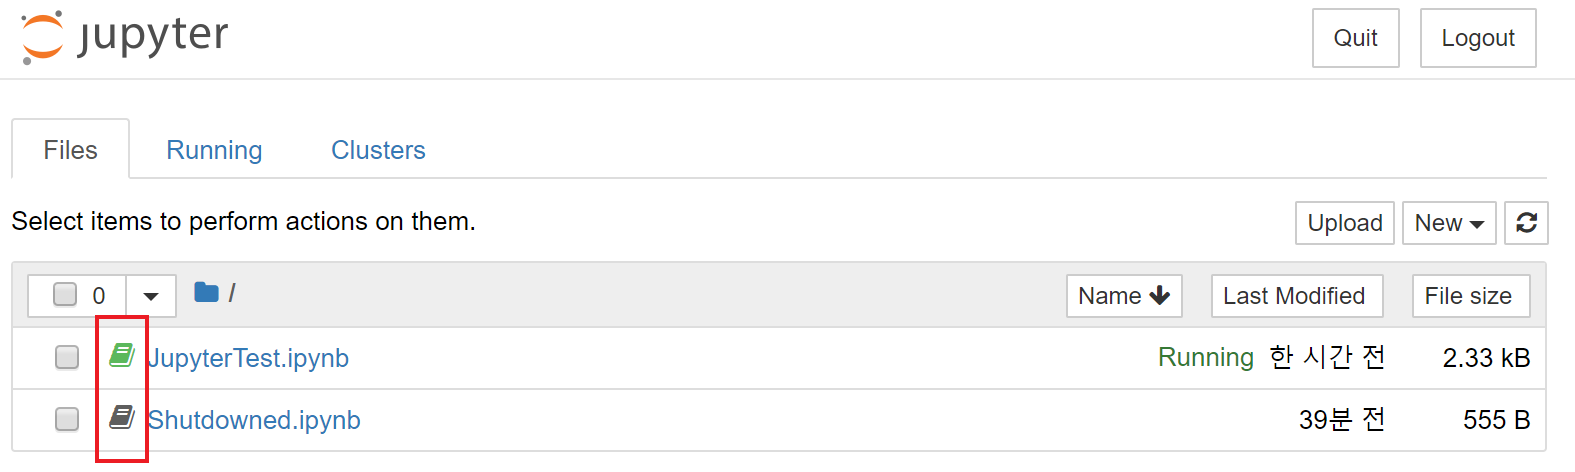 jupyter Quit Logout
Files Running Clusters
Select items to perform actions on them. Upload New
0 / Name Last Modified File size
JupyterTest.ipynb Running 한 시간 전 2.33 kB
Shutdowned.ipynb 39분 전 555 B